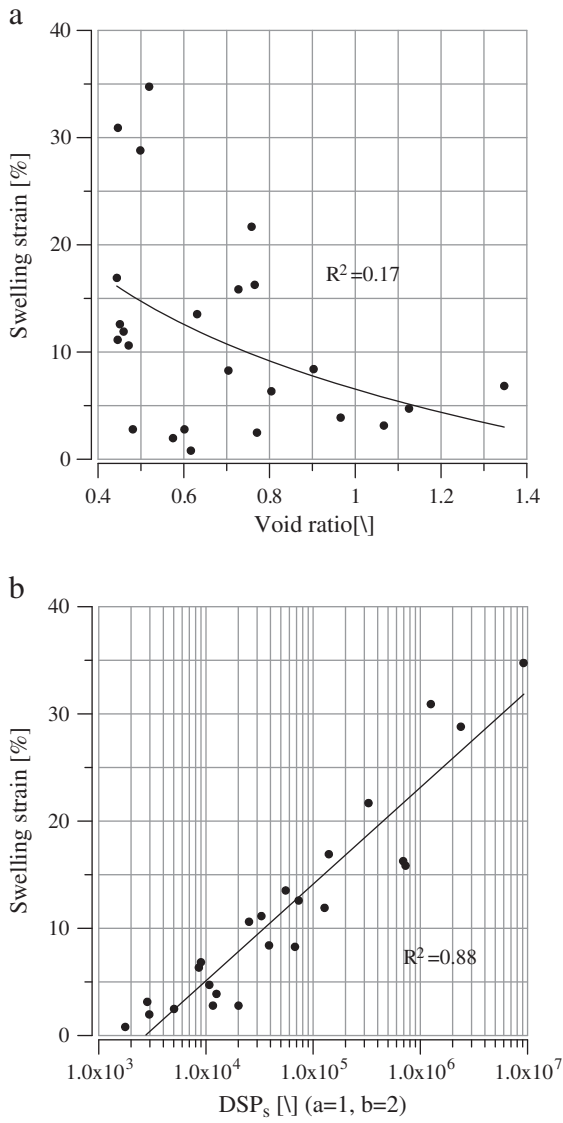 a
40
30
20
10
0
Swelling strain [%]
R²=0.17
0.4 0.6 0.8 1 1.2 1.4
Void ratio[\]
b
40
30
20
10
0
Swelling strain [%]
R²=0.88
1.0x10³ 1.0x10⁴ 1.0x10⁵ 1.0x10⁶ 1.0x10⁷
DSPₛ [\] (a=1, b=2)